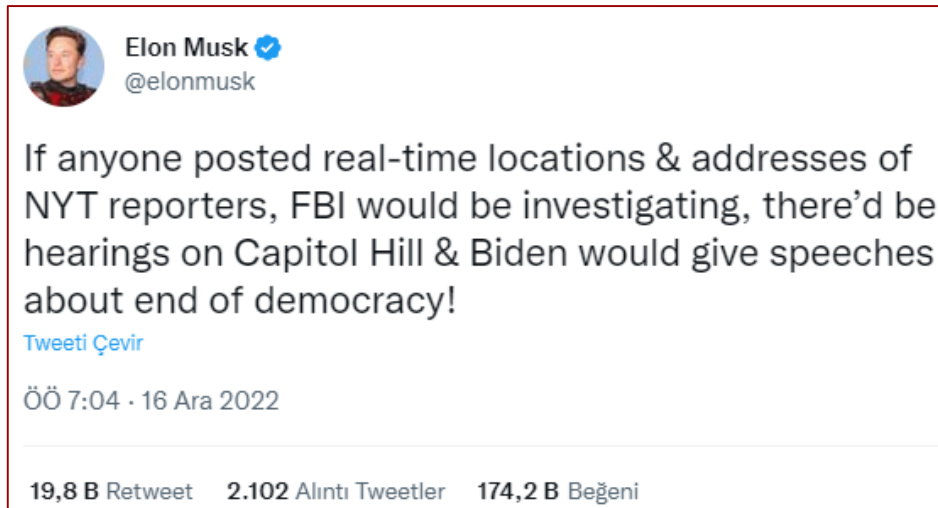 Elon Musk
@elonmusk
If anyone posted real-time locations & addresses of
NYT reporters, FBI would be investigating, there’d be
hearings on Capitol Hill & Biden would give speeches
about end of democracy!
Tweeti Çevir
ÖÖ 7:04 · 16 Ara 2022
19,8 B Retweet 2.102 Alıntı Tweetler 174,2 B Beğeni